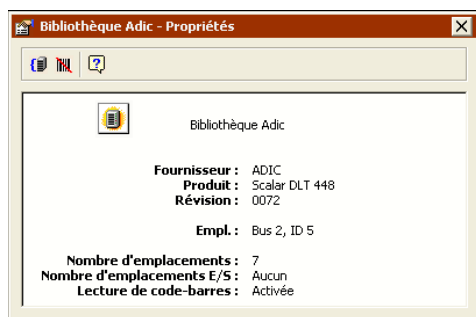 Bibliothèque Adic - Propriétés
Bibliothèque Adic
Fournisseur : ADIC
Produit : Scalar DLT 448
Révision : 0072
Empl. : Bus 2, ID 5
Nombre d'emplacements : 7
Nombre d'emplacements E/S : Aucun
Lecture de code-barres : Activée